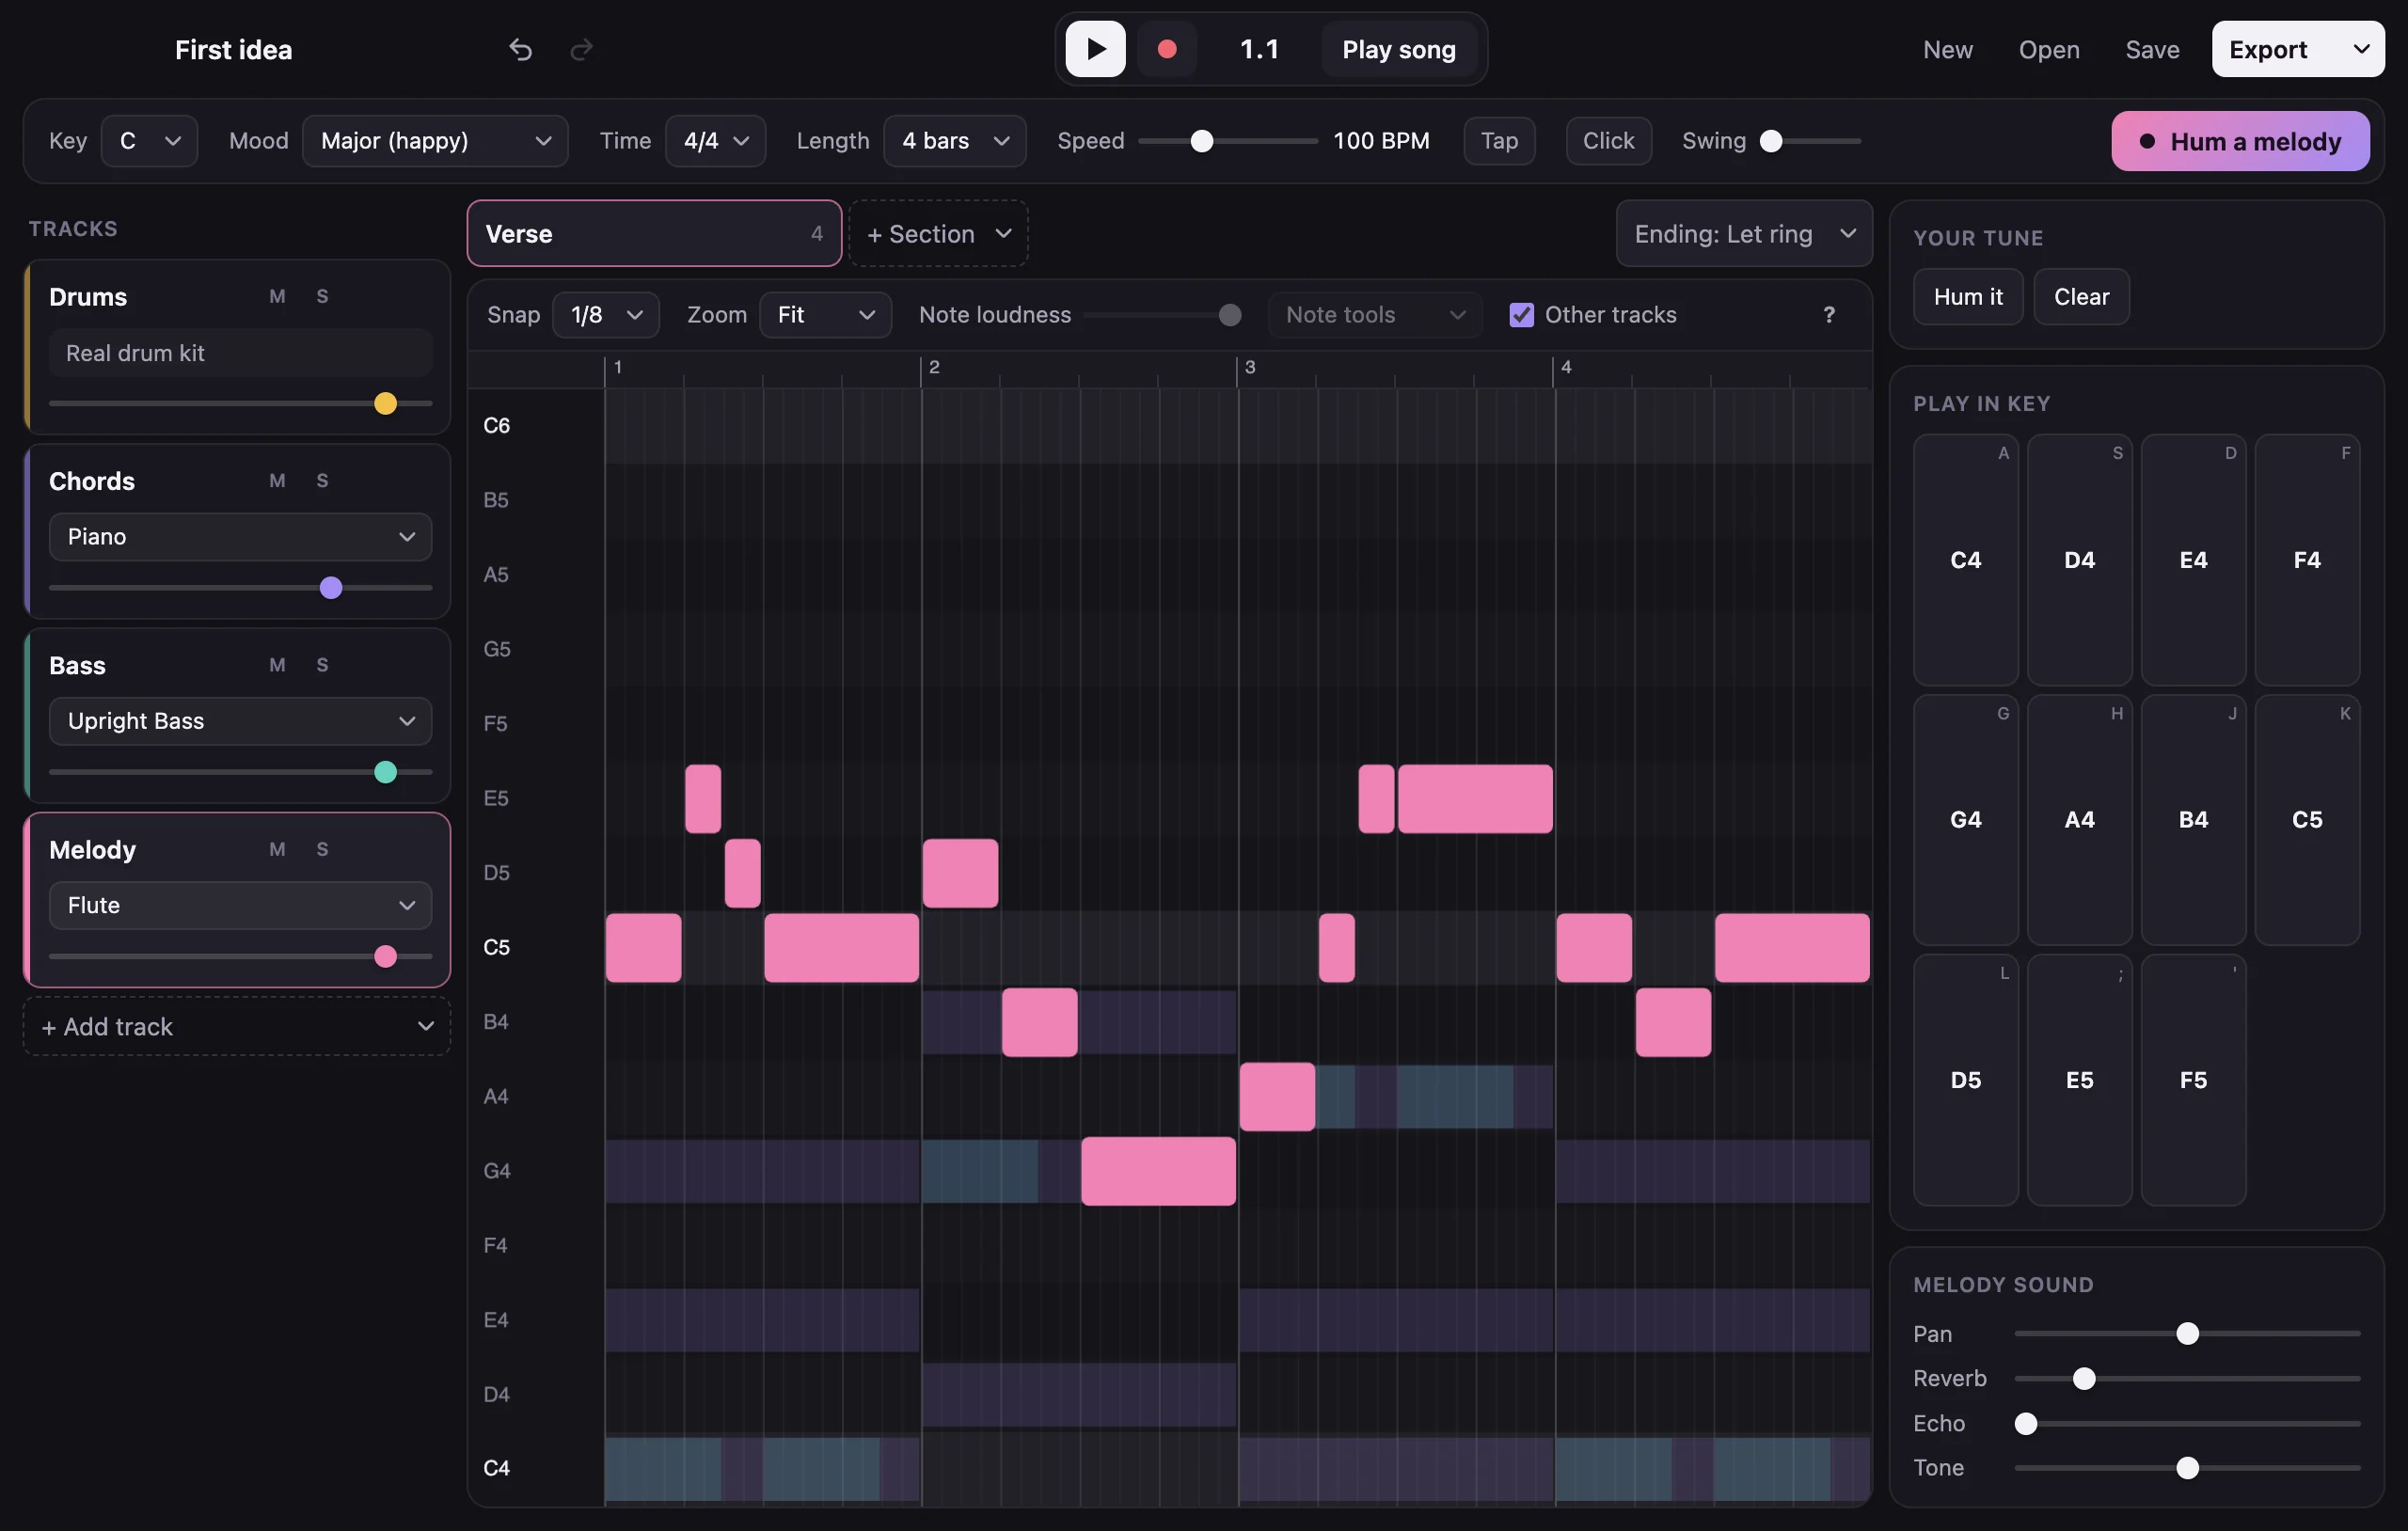 First idea
1.1 Play song
New Open Save Export
Key C Mood Major (happy) Time 4/4 Length 4 bars Speed 100 BPM Tap Click Swing Hum a melody
TRACKS
Drums M S
Real drum kit
Chords M S
Piano
Bass M S
Upright Bass
Melody M S
Flute
+ Add track
Verse 4 + Section Ending: Let ring
Snap 1/8 Zoom Fit Note loudness Note tools Other tracks ?
1 2 3 4
C6
B5
A5
G5
F5
E5
D5
C5
B4
A4
G4
F4
E4
D4
C4
YOUR TUNE
Hum it Clear
PLAY IN KEY
A S D F
C4 D4 E4 F4
G H J K
G4 A4 B4 C5
L ; '
D5 E5 F5
MELODY SOUND
Pan
Reverb
Echo
Tone